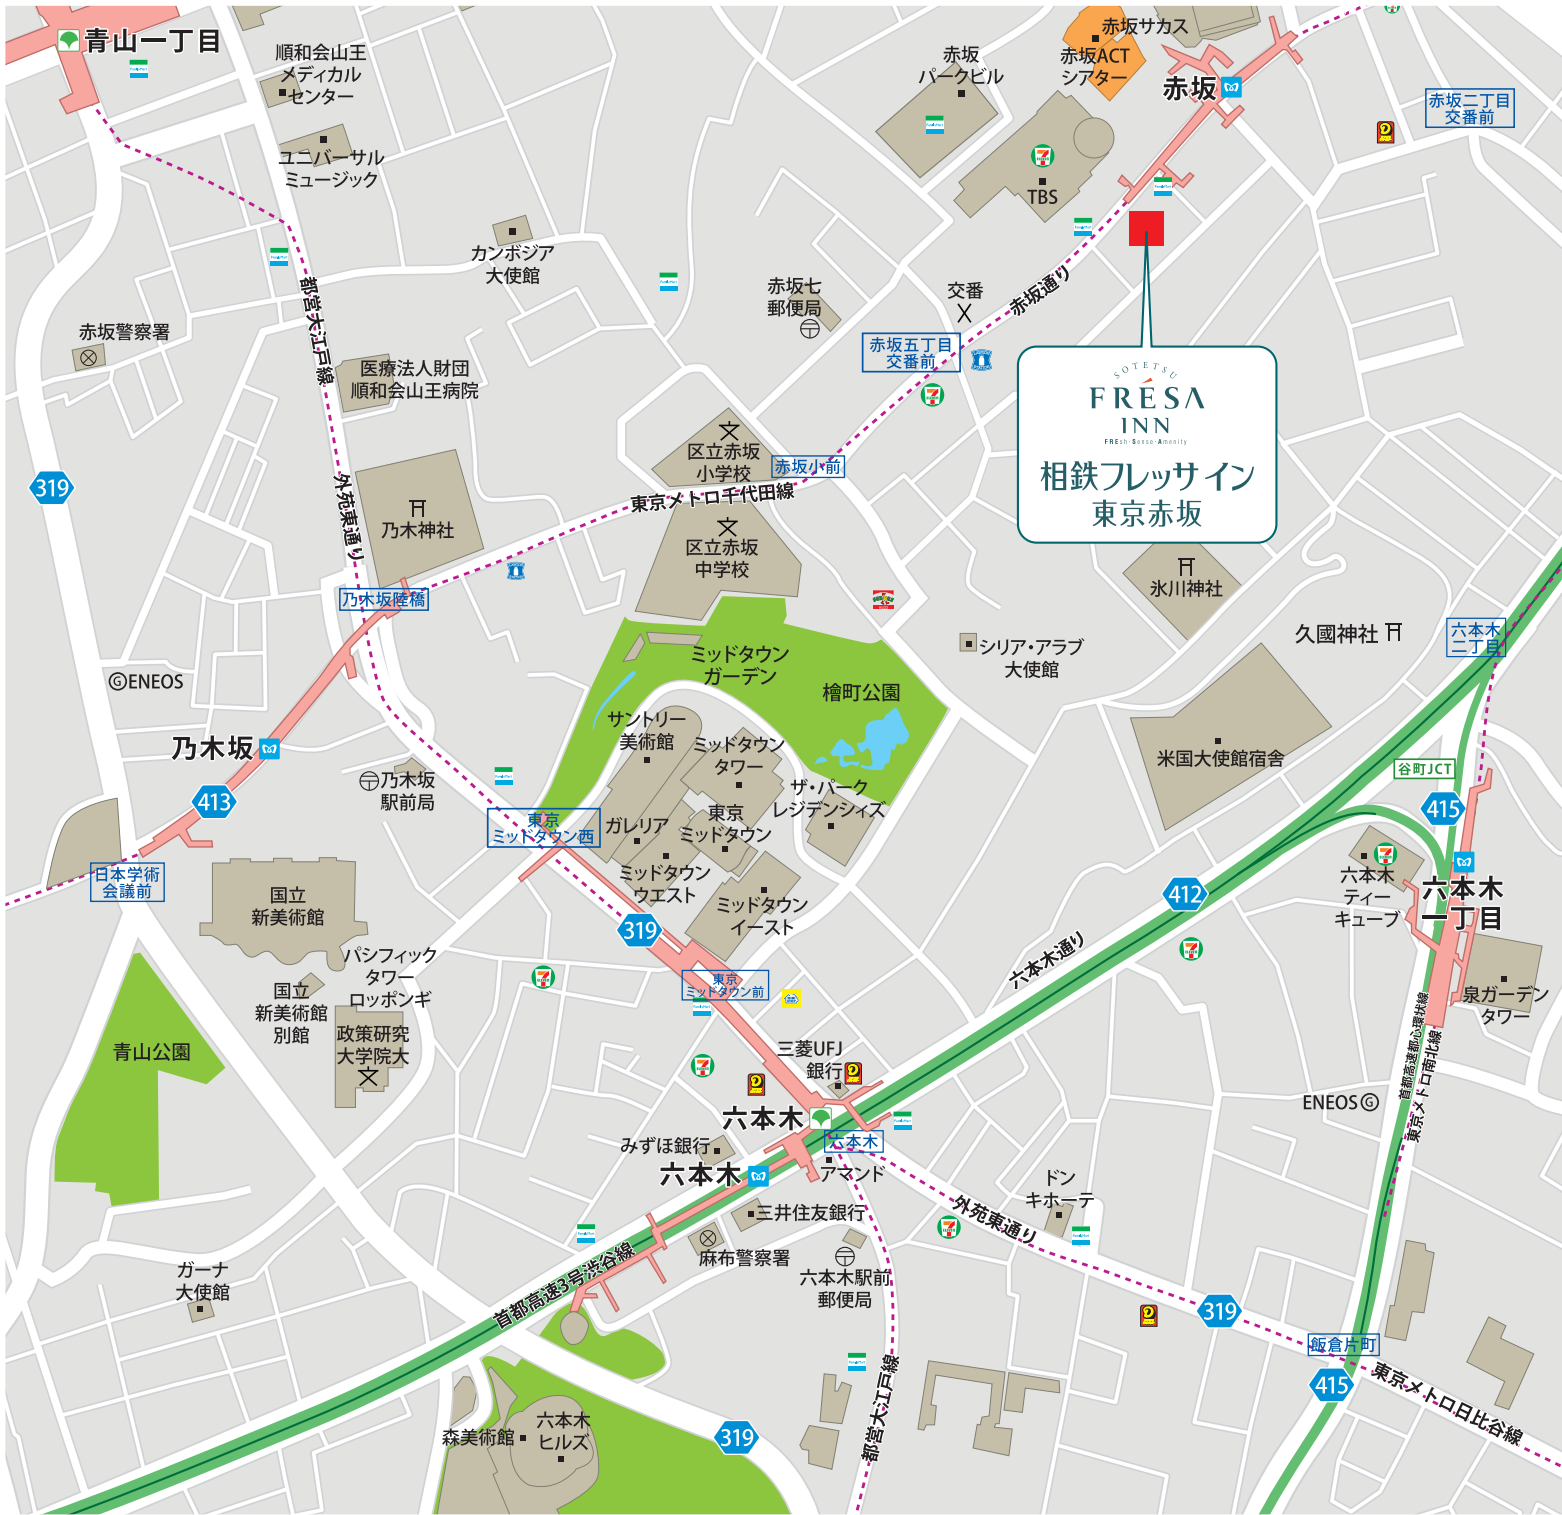 青山一丁目
順和会山王
メディカル
センター
ユニバーサル
ミュージック
赤坂
パークビル
赤坂サカス
赤坂ACT
シアター
赤坂
赤坂二丁目
交番前
TBS
カンボジア
大使館
都営大江戸線
赤坂警察署
赤坂七
郵便局
交番
赤坂通り
赤坂五丁目
交番前
医療法人財団
順和会山王病院
SOTETSU
FRESA
INN
FREsh·Sense·Amenity
相鉄フレッサイン
東京赤坂
区立赤坂
小学校
赤坂小前
東京メトロ千代田線
319
外苑東通り
乃木神社
区立赤坂
中学校
乃木坂陸橋
氷川神社
久國神社
六本木
二丁目
シリア・アラブ
大使館
ミッドタウン
ガーデン
檜町公園
ENEOS
乃木坂
サントリー
美術館
ミッドタウン
タワー
米国大使館宿舎
谷町JCT
乃木坂
駅前局
413
415
ザ・パーク
レジデンシィズ
東京
ミッドタウン
ガレリア
東京
ミッドタウン西
ミッドタウン
ウエスト
ミッドタウン
イースト
日本学術
会議前
国立
新美術館
412
六本木
ティー
キューブ
六本木
一丁目
319
六本木通り
パシフィック
タワー
ロッポンギ
東京
ミッドタウン前
国立
新美術館
別館
政策研究
大学院大
泉ガーデン
タワー
首都高速都心環状線
東京メトロ南北線
青山公園
三菱UFJ
銀行
ENEOS
六本木
六本木
みずほ銀行
六本木
アマンド
ドン
キホーテ
外苑東通り
三井住友銀行
麻布警察署
六本木駅前
郵便局
首都高速3号渋谷線
ガーナ
大使館
319
飯倉片町
415
東京メトロ日比谷線
都営大江戸線
六本木
ヒルズ
森美術館
319